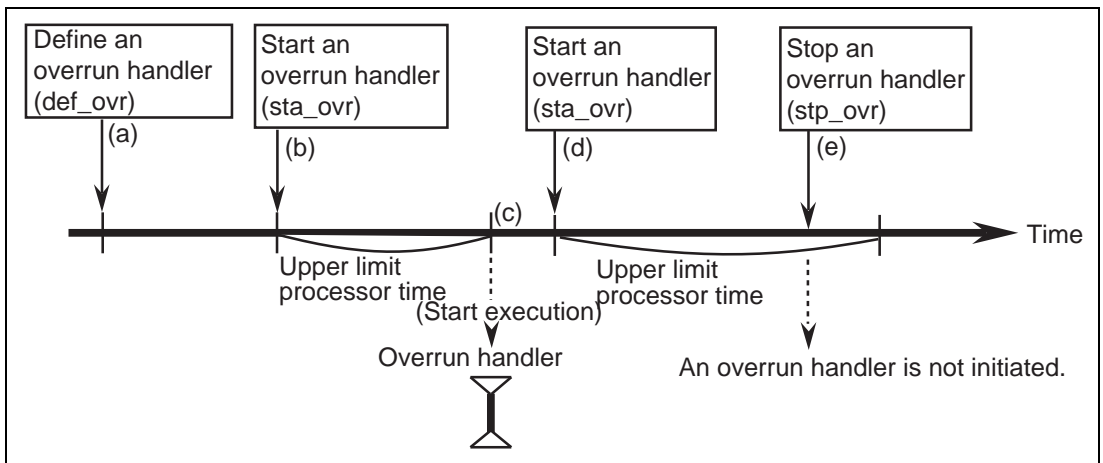 Define an
overrun handler
(def_ovr)
Start an
overrun handler
(sta_ovr)
Start an
overrun handler
(sta_ovr)
Stop an
overrun handler
(stp_ovr)
(a)
(b)
(d)
(e)
(c)
Time
Upper limit
processor time
Upper limit
processor time
(Start execution)
Overrun handler
An overrun handler is not initiated.